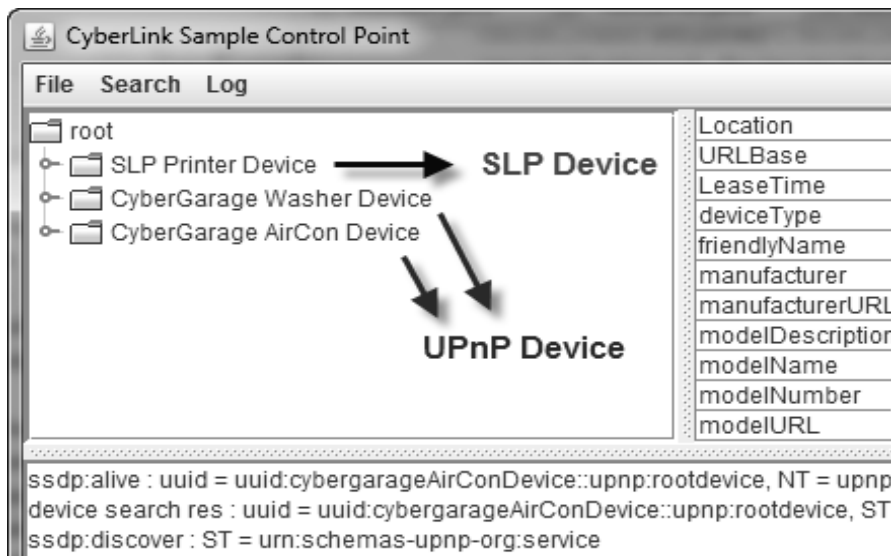 CyberLink Sample Control Point
File Search Log
root
SLP Printer Device
SLP Device
CyberGarage Washer Device
CyberGarage AirCon Device
UPnP Device
Location
URLBase
LeaseTime
deviceType
friendlyName
manufacturer
manufacturerURL
modelDescription
modelName
modelNumber
modelURL
ssdp:alive : uuid = uuid:cybergarageAirConDevice::upnp:rootdevice, NT = upnp
device search res : uuid = uuid:cybergarageAirConDevice::upnp:rootdevice, ST
ssdp:discover : ST = urn:schemas-upnp-org:service